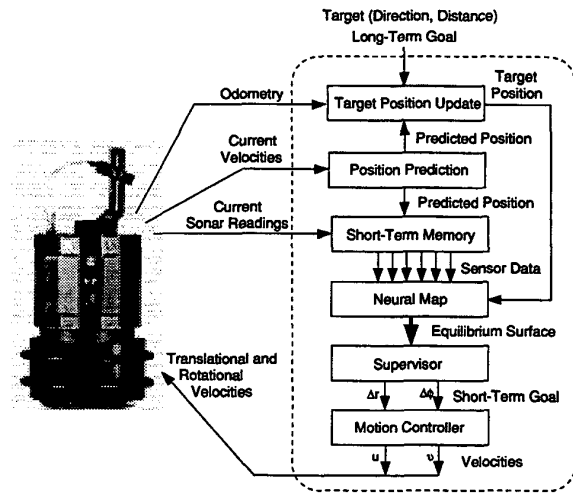 Target (Direction, Distance)
Long-Term Goal
Target
Position
Odometry
Target Position Update
Predicted Position
Current
Velocities
Position Prediction
Predicted Position
Current
Sonar Readings
Short-Term Memory
Sensor Data
Neural Map
Equilibrium Surface
Supervisor
Translational and
Rotational
Velocities
Δr
Δϕ
Short-Term Goal
Motion Controller
u
υ
Velocities